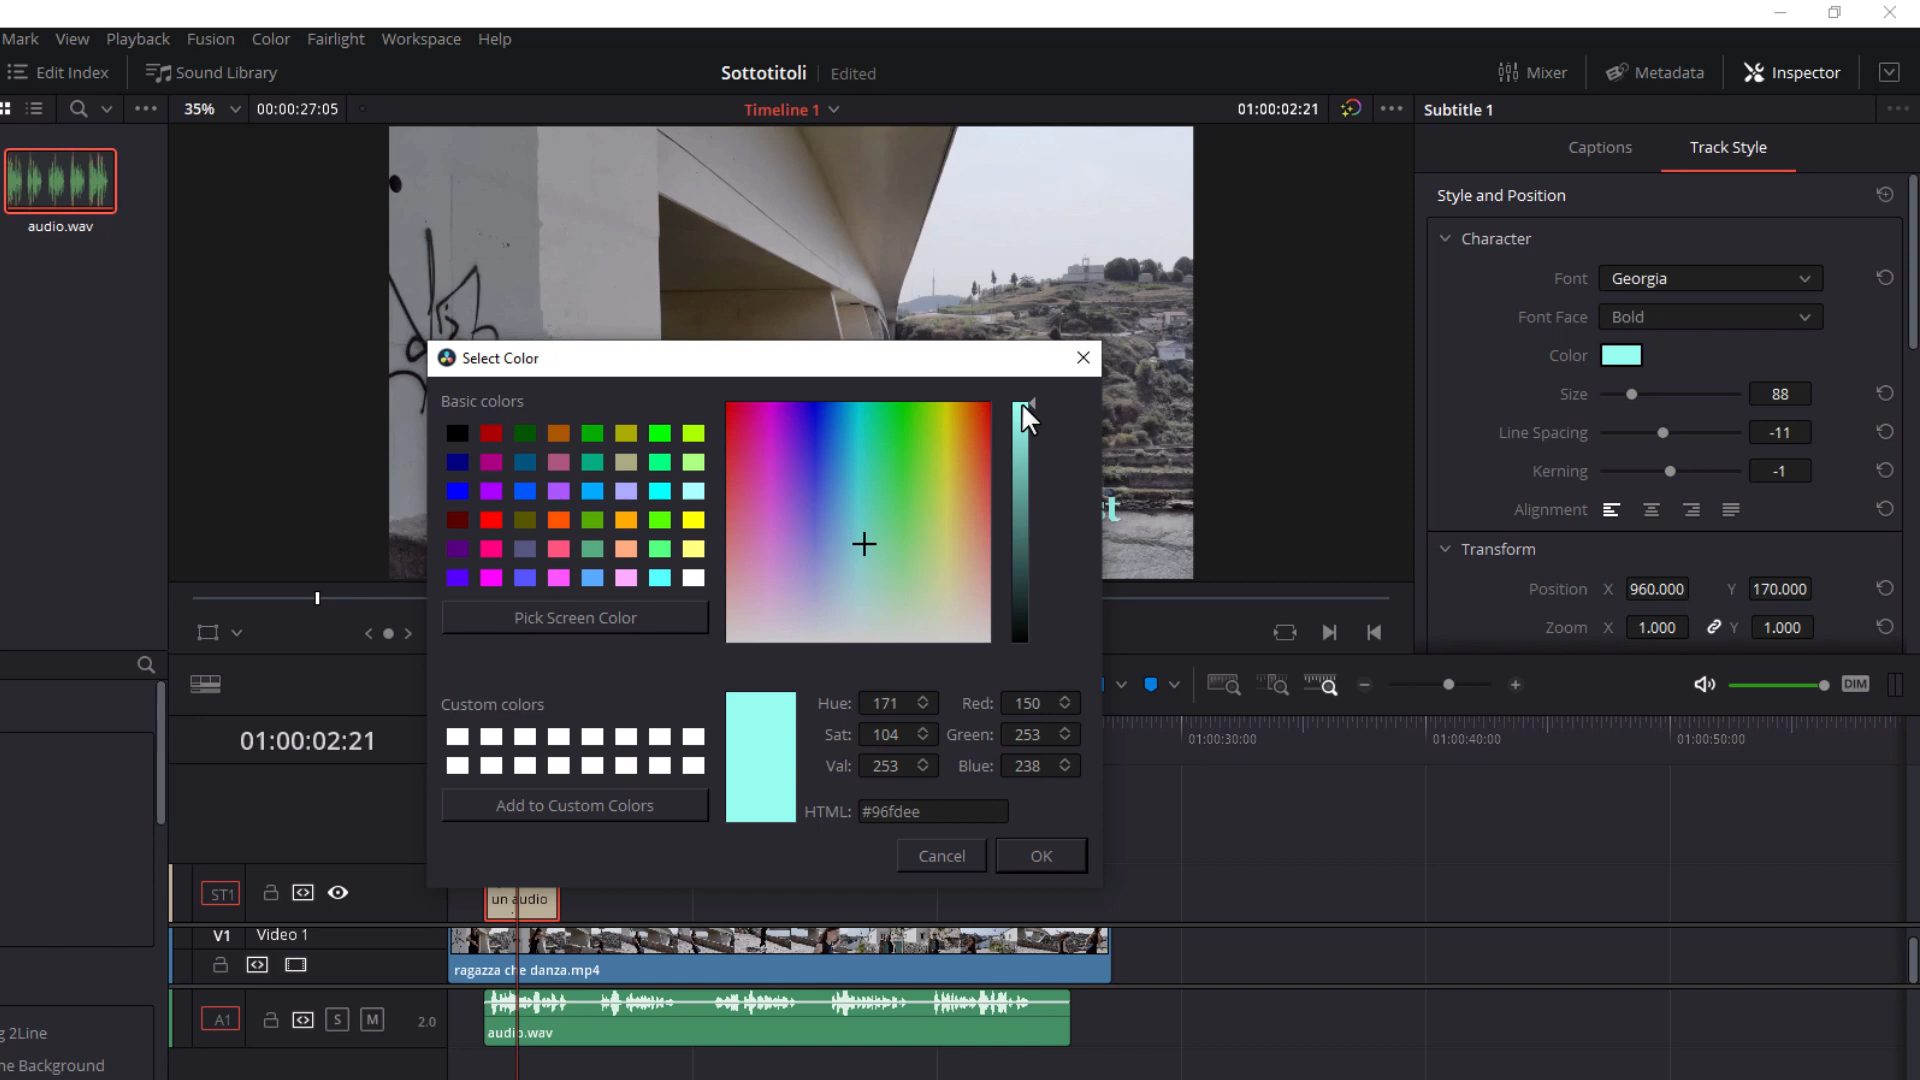 Mark View Playback Fusion Color Fairlight Workspace Help
Edit Index Sound Library Sottotitoli Edited Mixer Metadata Inspector
35% 00:00:27:05 Timeline 1 01:00:02:21 Subtitle 1
Captions Track Style
Style and Position
audio.wav
Character
Font Georgia
Font Face Bold
Color
Size 88
Line Spacing -11
Kerning -1
Alignment
Transform
Position X 960.000 Y 170.000
Zoom X 1.000 Y 1.000
Select Color
Basic colors
Pick Screen Color
Custom colors
Add to Custom Colors
Hue: 171 Red: 150
Sat: 104 Green: 253
Val: 253 Blue: 238
HTML: #96fdee
Cancel OK
DIM
01:00:02:21
01:00:30:00 01:00:40:00 01:00:50:00
ST1 un audio
V1 Video 1
ragazza che danza.mp4
A1 S M 2.0
audio.wav
g 2Line
ne Background